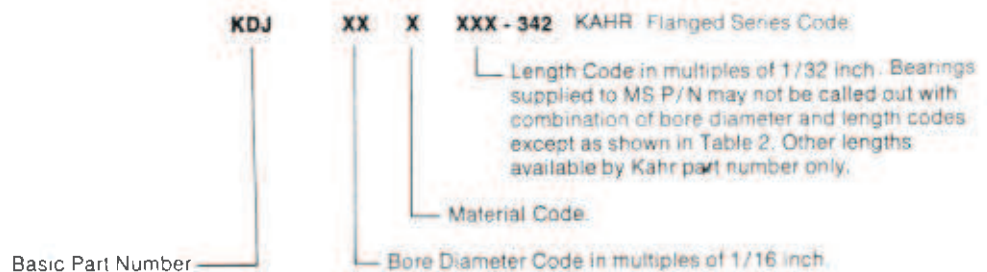 KDJ XX X XXX - 342 KAHR Flanged Series Code
Length Code in multiples of 1/32 inch. Bearings
supplied to MS P/N may not be called out with
combination of bore diameter and length codes
except as shown in Table 2. Other lengths
available by Kahr part number only.
Material Code.
Basic Part Number
Bore Diameter Code in multiples of 1/16 inch.